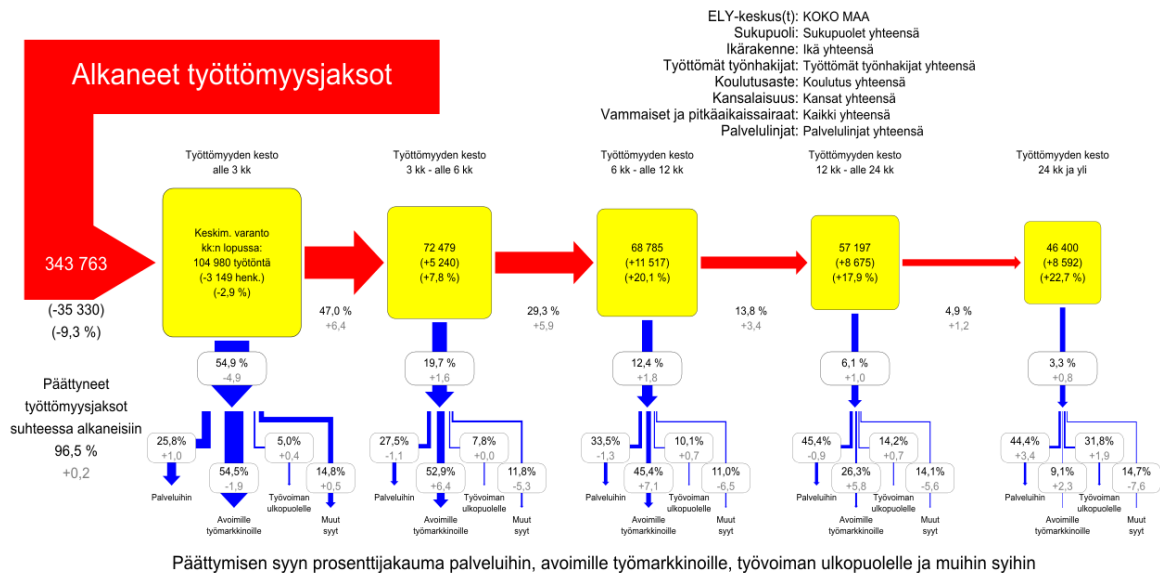 ELY-keskus(t): KOKO MAA
Sukupuoli: Sukupuolet yhteensä
Ikärakenne: Ikä yhteensä
Työttömät työnhakijat: Työttömät työnhakijat yhteensä
Koulutusaste: Koulutus yhteensä
Kansalaisuus: Kansat yhteensä
Vammaiset ja pitkäaikaissairaat: Kaikki yhteensä
Palvelulinjat: Palvelulinjat yhteensä
Alkaneet työttömyysjaksot
343 763
(-35 330)
(-9,3 %)
Työttömyyden kesto
alle 3 kk
Keskim. varanto
kk:n lopussa:
104 980 työtöntä
(-3 149 henk.)
(-2,9 %)
47,0 %
+6,4
Työttömyyden kesto
3 kk - alle 6 kk
72 479
(+5 240)
(+7,8 %)
29,3 %
+5,9
Työttömyyden kesto
6 kk - alle 12 kk
68 785
(+11 517)
(+20,1 %)
13,8 %
+3,4
Työttömyyden kesto
12 kk - alle 24 kk
57 197
(+8 675)
(+17,9 %)
4,9 %
+1,2
Työttömyyden kesto
24 kk ja yli
46 400
(+8 592)
(+22,7 %)
Päättyneet
työttömyysjaksot
suhteessa alkaneisiin
96,5 %
+0,2
54,9 %
-4,9
25,8%
+1,0
Palveluihin
54,5%
-1,9
Avoimille
työmarkkinoille
5,0%
+0,4
Työvoiman
ulkopuolelle
14,8%
+0,5
Muut
syyt
19,7 %
+1,6
27,5%
-1,1
Palveluihin
52,9%
+6,4
Avoimille
työmarkkinoille
7,8%
+0,0
Työvoiman
ulkopuolelle
11,8%
-5,3
Muut
syyt
12,4 %
+1,8
33,5%
-1,3
Palveluihin
45,4%
+7,1
Avoimille
työmarkkinoille
10,1%
+0,7
Työvoiman
ulkopuolelle
11,0%
-6,5
Muut
syyt
6,1 %
+1,0
45,4%
-0,9
Palveluihin
26,3%
+5,8
Avoimille
työmarkkinoille
14,2%
+0,7
Työvoiman
ulkopuolelle
14,1%
-5,6
Muut
syyt
3,3 %
+0,8
44,4%
+3,4
Palveluihin
9,1%
+2,3
Avoimille
työmarkkinoille
31,8%
+1,9
Työvoiman
ulkopuolelle
14,7%
-7,6
Muut
syyt
Päättymisen syyn prosenttijakauma palveluihin, avoimille työmarkkinoille, työvoiman ulkopuolelle ja muihin syihin